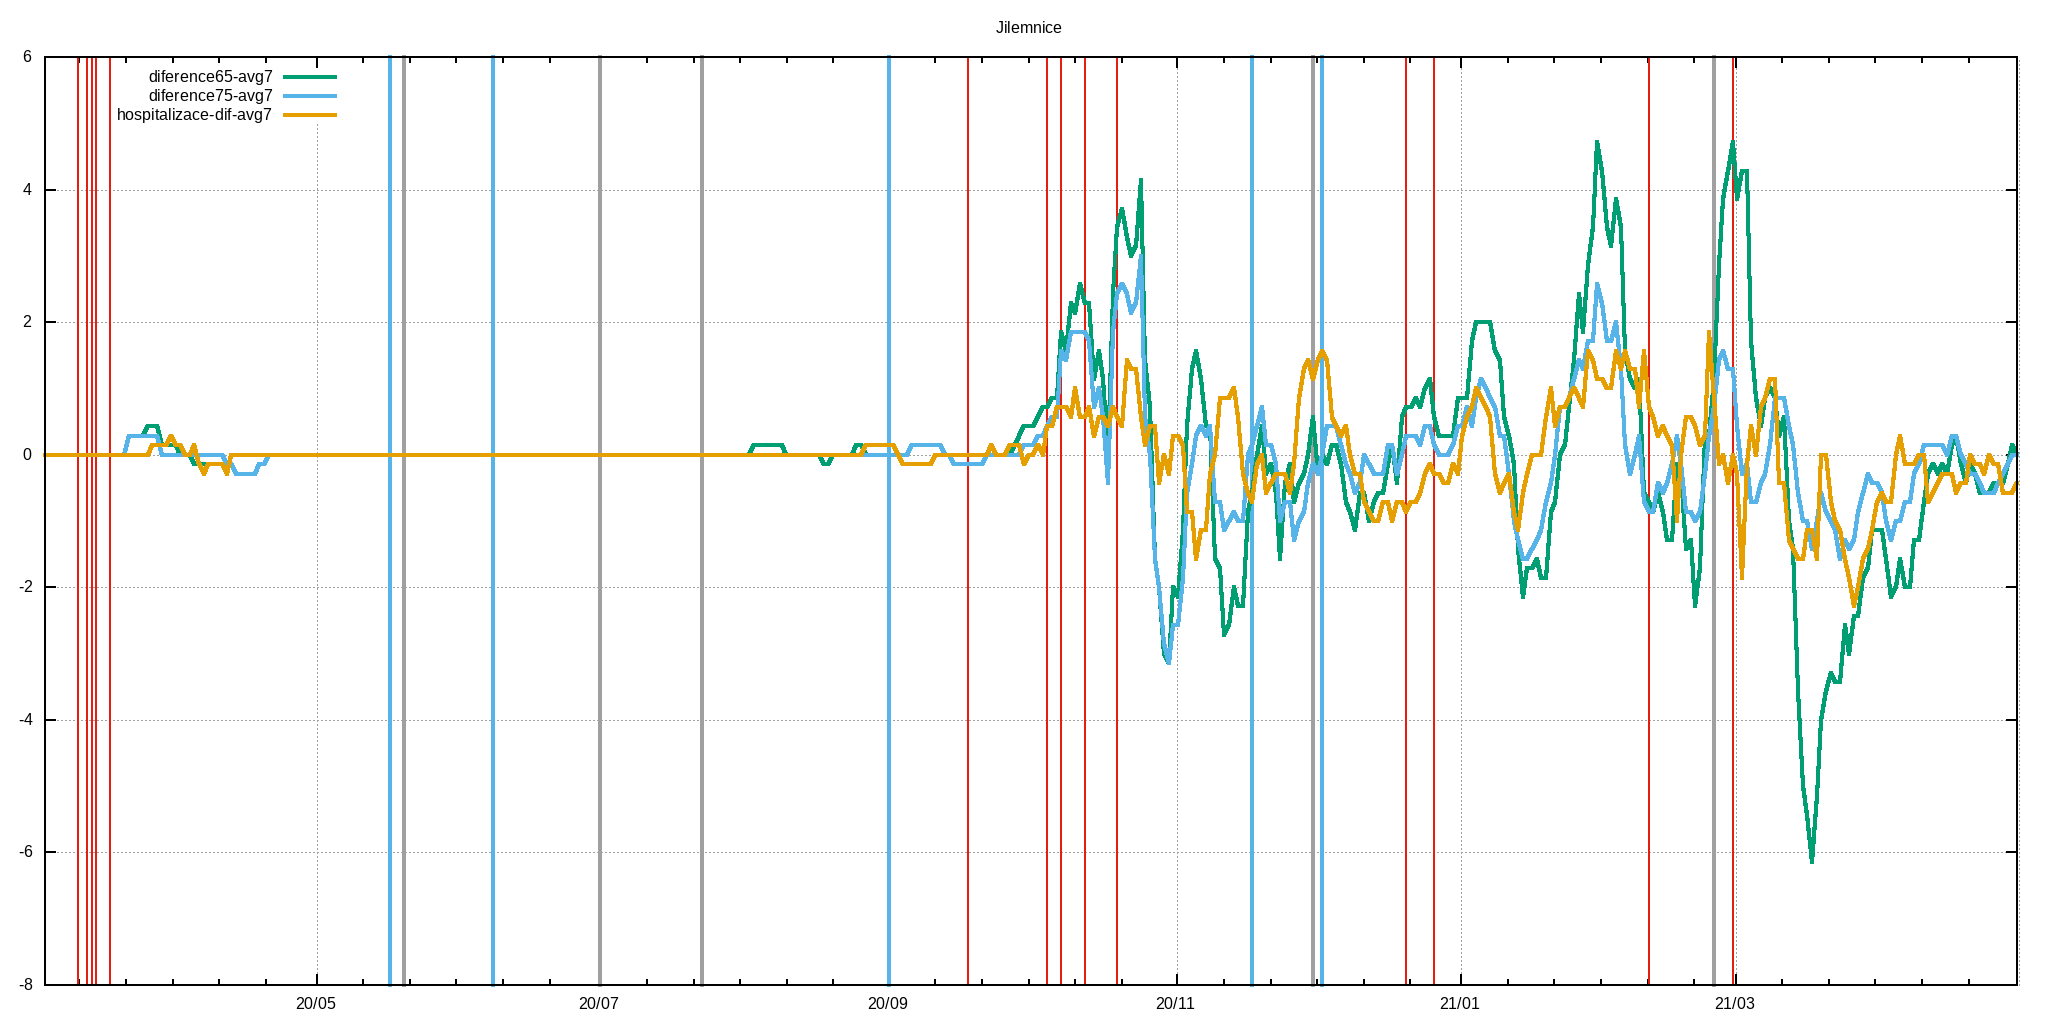 Jilemnice
6
diference65-avg7
diference75-avg7
hospitalizace-dif-avg7
4
2
0
-2
-4
-6
-8
20/05 20/07 20/09 20/11 21/01 21/03